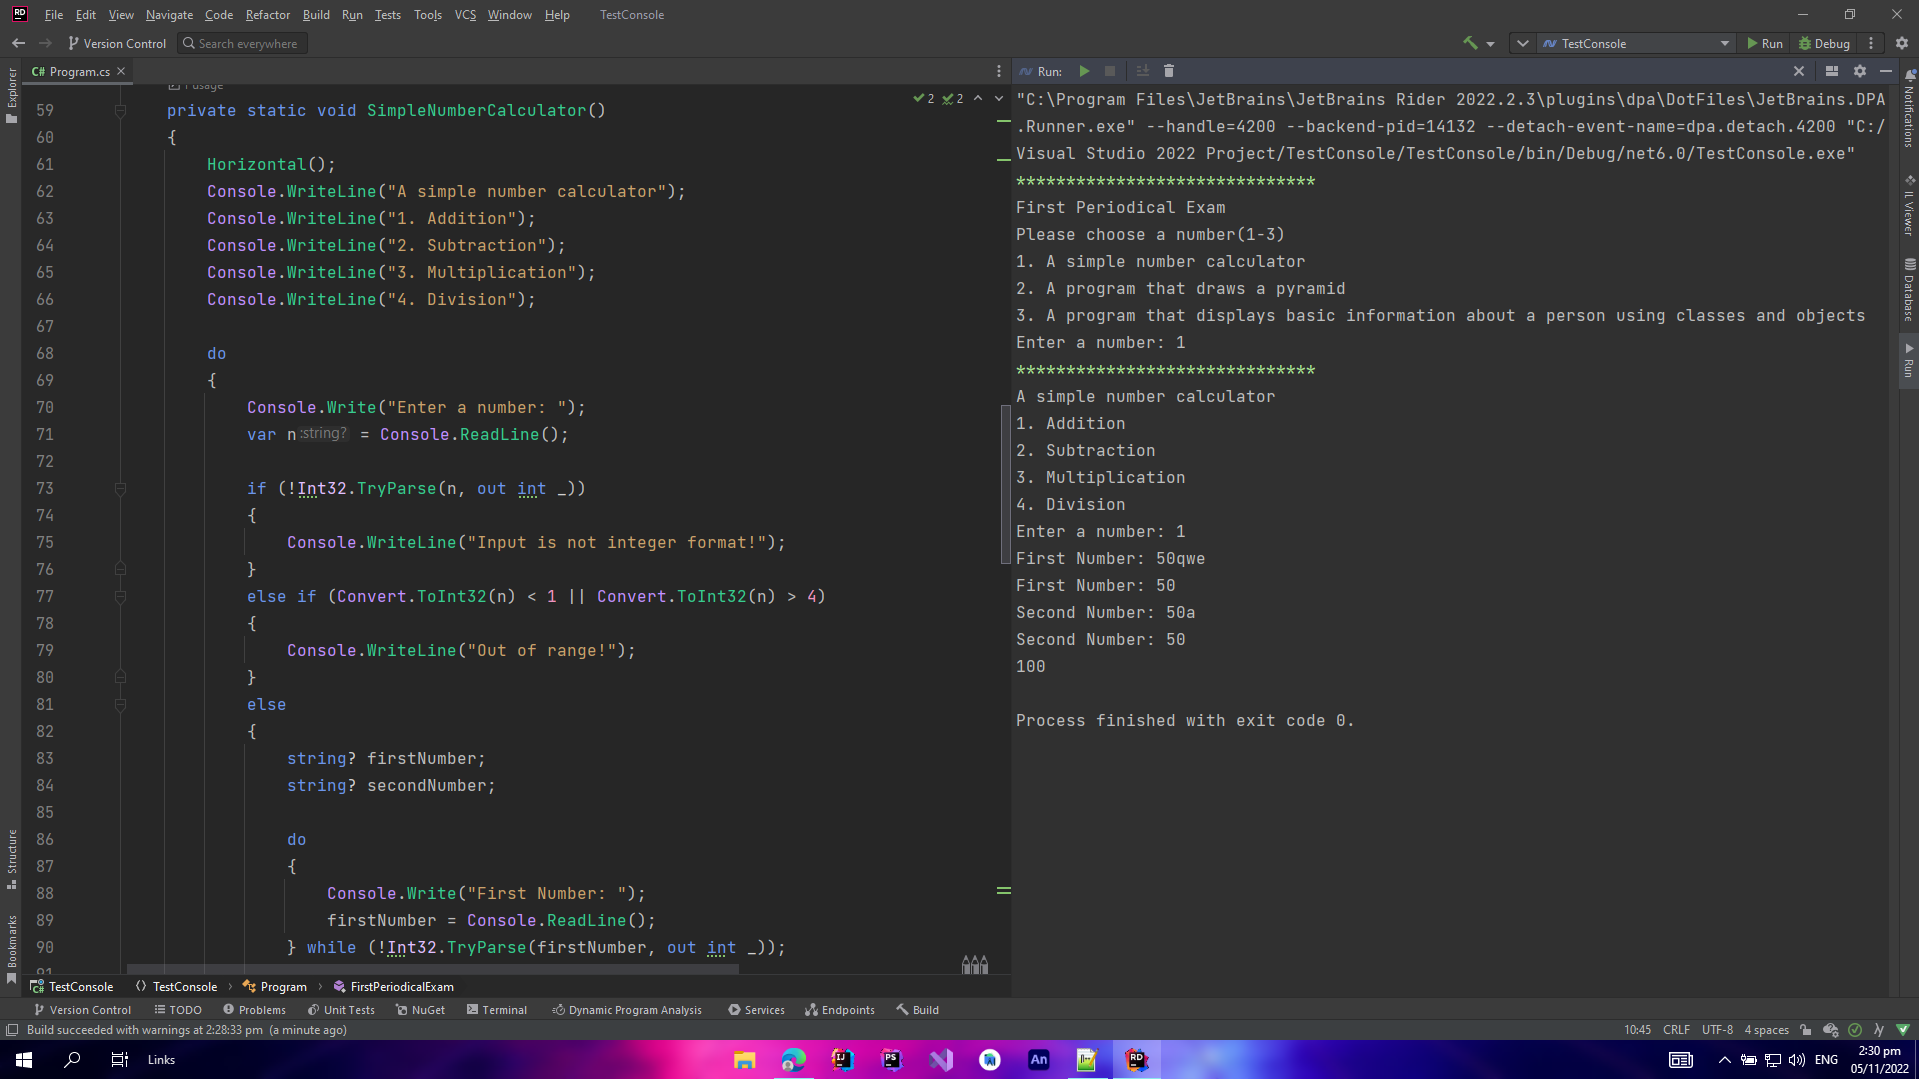 File Edit View Navigate Code Refactor Build Run Tests Tools VCS Window Help TestConsole
Version Control Search everywhere TestConsole Run Debug
C# Program.cs
Run:
Explorer
Structure
Bookmarks
1 usage
2 2
59 private static void SimpleNumberCalculator()
60 {
61 Horizontal();
62 Console.WriteLine("A simple number calculator");
63 Console.WriteLine("1. Addition");
64 Console.WriteLine("2. Subtraction");
65 Console.WriteLine("3. Multiplication");
66 Console.WriteLine("4. Division");
67
68 do
69 {
70 Console.Write("Enter a number: ");
71 var n:string? = Console.ReadLine();
72
73 if (!Int32.TryParse(n, out int _))
74 {
75 Console.WriteLine("Input is not integer format!");
76 }
77 else if (Convert.ToInt32(n) < 1 || Convert.ToInt32(n) > 4)
78 {
79 Console.WriteLine("Out of range!");
80 }
81 else
82 {
83 string? firstNumber;
84 string? secondNumber;
85
86 do
87 {
88 Console.Write("First Number: ");
89 firstNumber = Console.ReadLine();
90 } while (!Int32.TryParse(firstNumber, out int _));
91
"C:\Program Files\JetBrains\JetBrains Rider 2022.2.3\plugins\dpa\DotFiles\JetBrains.DPA
.Runner.exe" --handle=4200 --backend-pid=14132 --detach-event-name=dpa.detach.4200 "C:/
Visual Studio 2022 Project/TestConsole/TestConsole/bin/Debug/net6.0/TestConsole.exe"
******************************
First Periodical Exam
Please choose a number(1-3)
1. A simple number calculator
2. A program that draws a pyramid
3. A program that displays basic information about a person using classes and objects
Enter a number: 1
******************************
A simple number calculator
1. Addition
2. Subtraction
3. Multiplication
4. Division
Enter a number: 1
First Number: 50qwe
First Number: 50
Second Number: 50a
Second Number: 50
100
Process finished with exit code 0.
Notifications
IL Viewer
Database
Run
TestConsole TestConsole Program FirstPeriodicalExam
Version Control TODO Problems Unit Tests NuGet Terminal Dynamic Program Analysis Services Endpoints Build
Build succeeded with warnings at 2:28:33 pm (a minute ago) 10:45 CRLF UTF-8 4 spaces
Links ENG 2:30 pm
05/11/2022